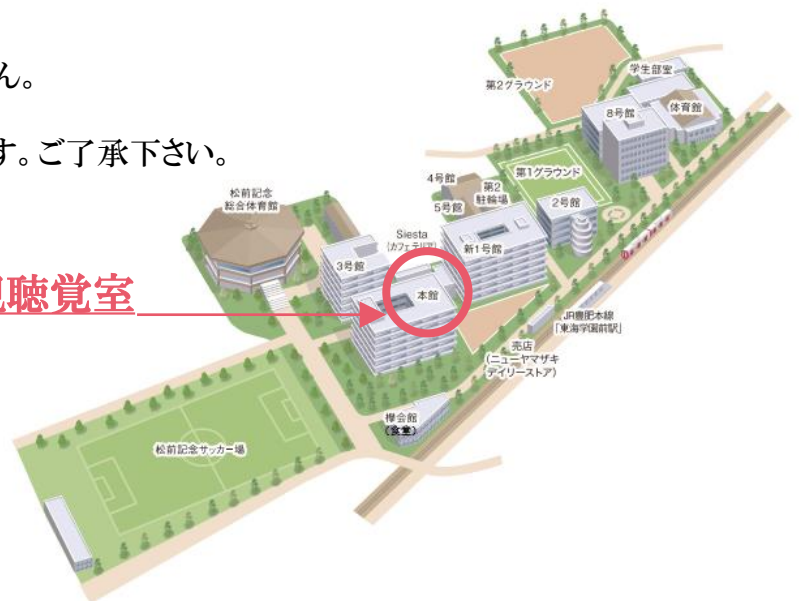 ん。
す。ご了承下さい。
聴覚室
第2グラウンド
学生部室
8号館
体育館
4号館
5号館
第2
駐輪場
第1グラウンド
2号館
松前記念
総合体育館
Siesta
(カフェテリア)
新1号館
3号館
本館
JR豊肥本線
「東海学園前駅」
売店
(ニューヤマザキ
デイリーストア)
欅会館
(食堂)
松前記念サッカー場